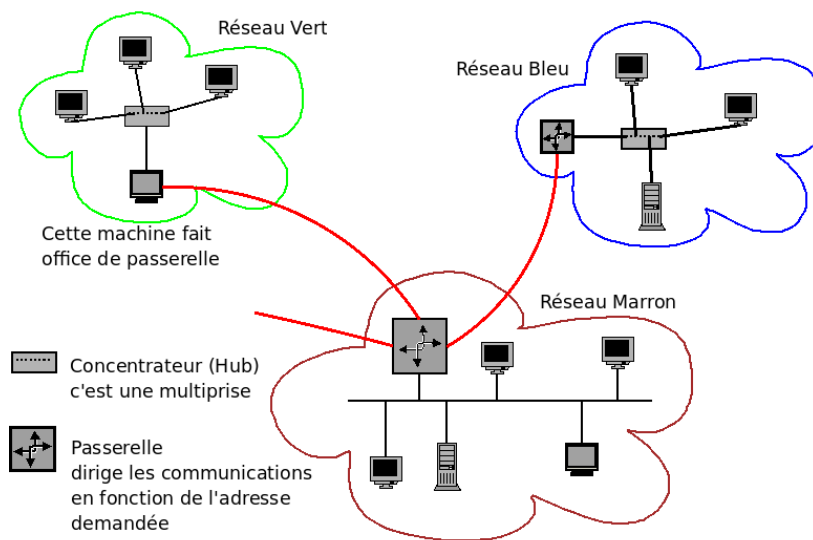 Réseau Vert
Réseau Bleu
Cette machine fait
office de passerelle
Réseau Marron
Concentrateur (Hub)
c'est une multiprise
Passerelle
dirige les communications
en fonction de l'adresse
demandée